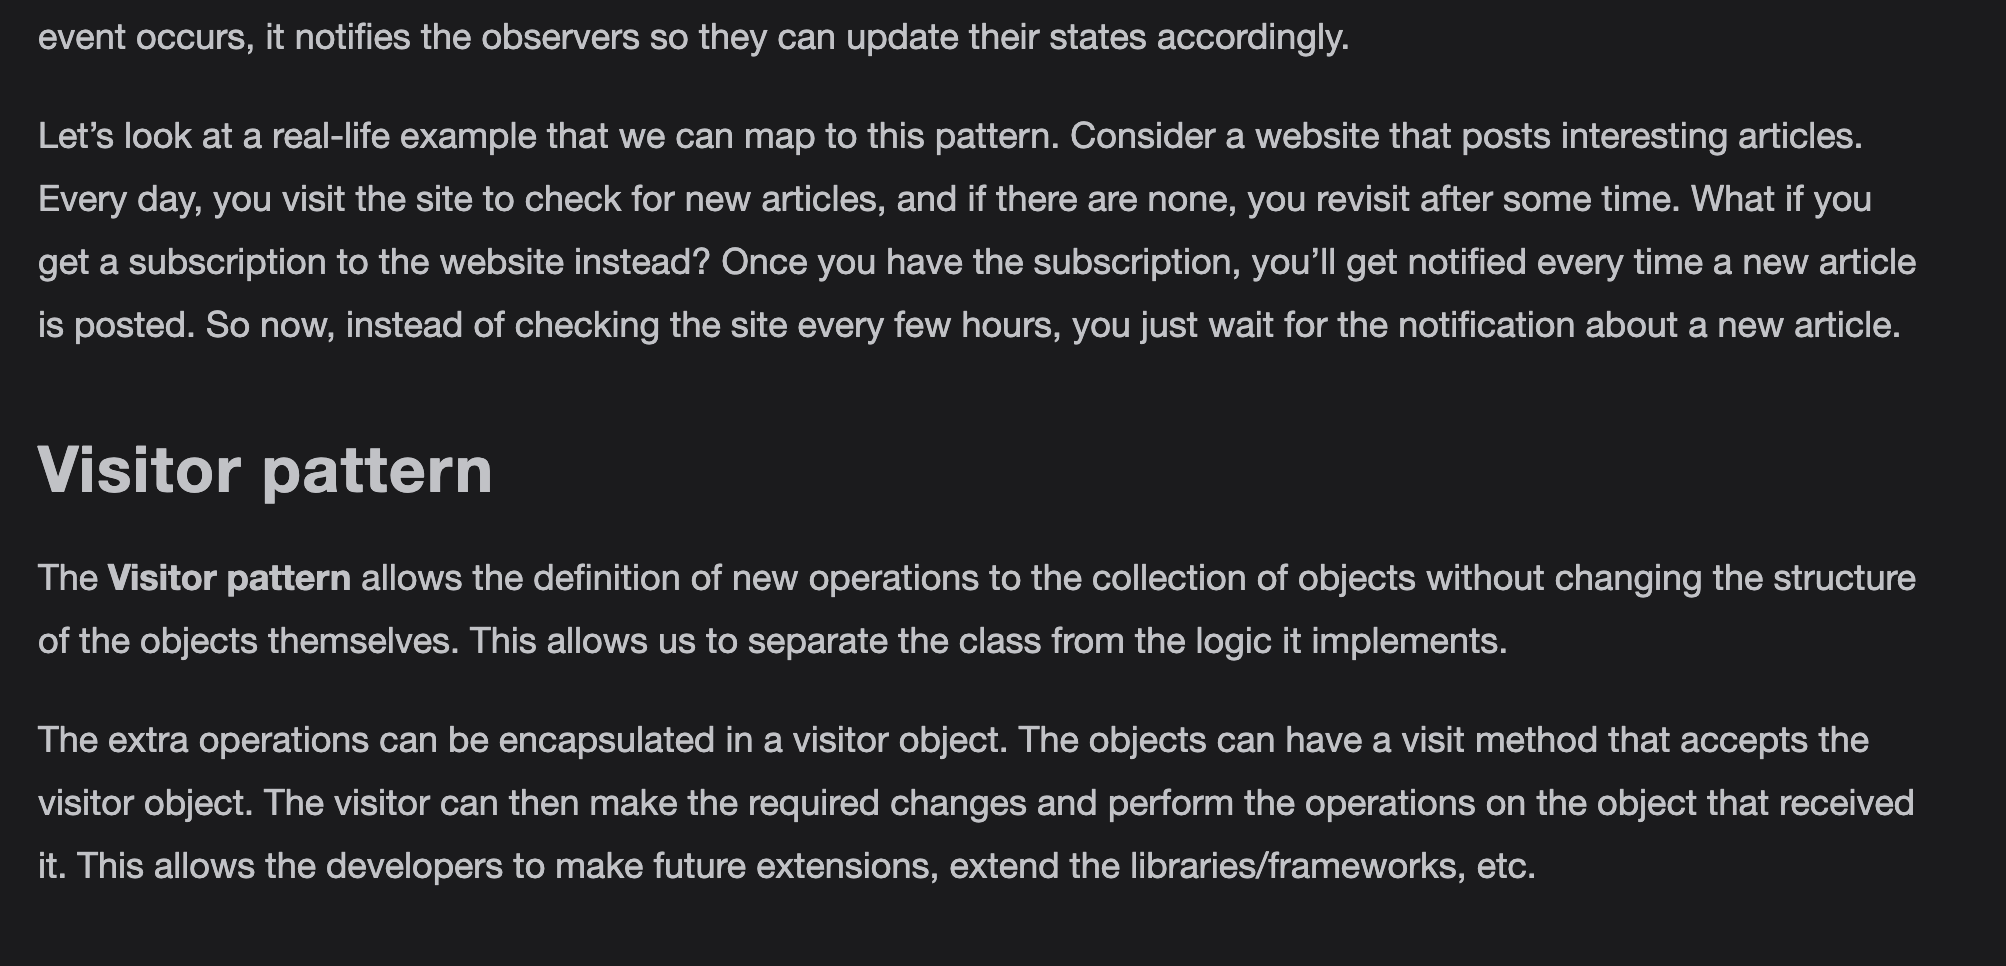 event occurs, it notifies the observers so they can update their states accordingly.
Let’s look at a real-life example that we can map to this pattern. Consider a website that posts interesting articles.
Every day, you visit the site to check for new articles, and if there are none, you revisit after some time. What if you
get a subscription to the website instead? Once you have the subscription, you’ll get notified every time a new article
is posted. So now, instead of checking the site every few hours, you just wait for the notification about a new article.
Visitor pattern
The Visitor pattern allows the definition of new operations to the collection of objects without changing the structure
of the objects themselves. This allows us to separate the class from the logic it implements.
The extra operations can be encapsulated in a visitor object. The objects can have a visit method that accepts the
visitor object. The visitor can then make the required changes and perform the operations on the object that received
it. This allows the developers to make future extensions, extend the libraries/frameworks, etc.